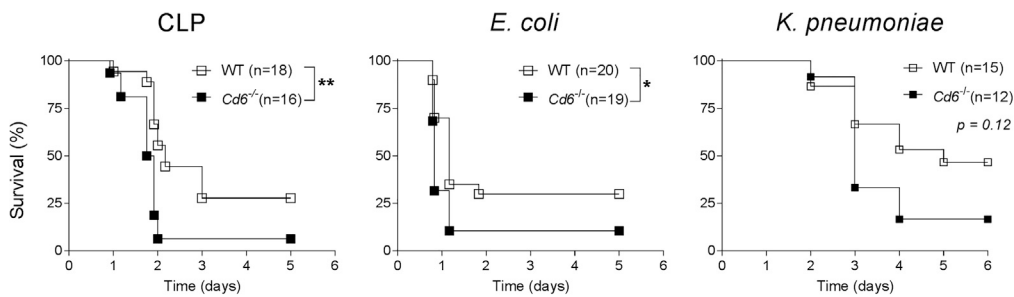 CLP
E. coli
K. pneumoniae
Survival (%)
100
75
50
25
0
0 1 2 3 4 5 6
Time (days)
WT (n=18)
Cd6-/-(n=16)
**
100
75
50
25
0
0 1 2 3 4 5 6
Time (days)
WT (n=20)
Cd6-/-(n=19)
*
100
75
50
25
0
0 1 2 3 4 5 6
Time (days)
WT (n=15)
Cd6-/-(n=12)
p = 0.12